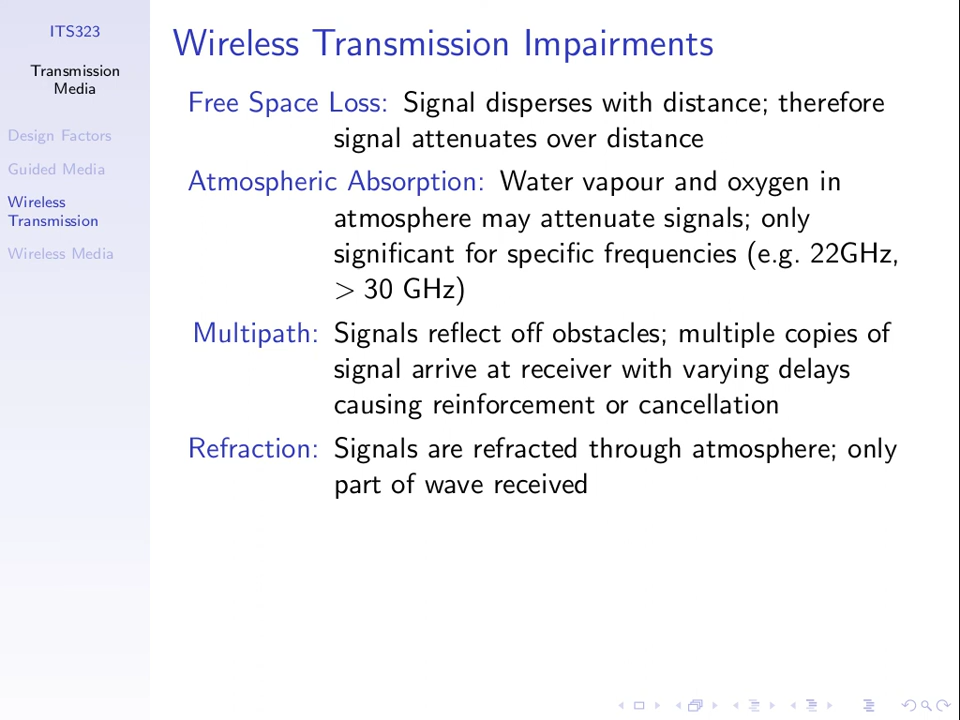 ITS323
Transmission
Media
Design Factors
Guided Media
Wireless
Transmission
Wireless Media
Wireless Transmission Impairments
Free Space Loss: Signal disperses with distance; therefore
signal attenuates over distance
Atmospheric Absorption: Water vapour and oxygen in
atmosphere may attenuate signals; only
significant for specific frequencies (e.g. 22GHz,
> 30 GHz)
Multipath: Signals reflect off obstacles; multiple copies of
signal arrive at receiver with varying delays
causing reinforcement or cancellation
Refraction: Signals are refracted through atmosphere; only
part of wave received